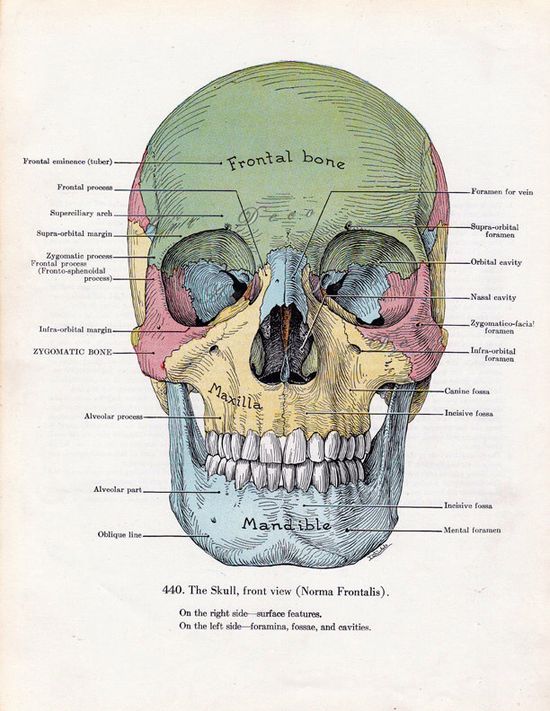 Frontal bone
Frontal eminence (tuber)
Frontal process
Superciliary arch
Supra-orbital margin
Zygomatic process
Frontal process
(Fronto-sphenoidal
process)
Infra-orbital margin
ZYGOMATIC BONE
Alveolar process
Alveolar part
Oblique line
Deco
Maxilla
Mandible
Foramen for vein
Supra-orbital
foramen
Orbital cavity
Nasal cavity
Zygomatico-facial
foramen
Infra-orbital
foramen
Canine fossa
Incisive fossa
Incisive fossa
Mental foramen
440. The Skull, front view (Norma Frontalis).
On the right side—surface features.
On the left side—foramina, fossae, and cavities.